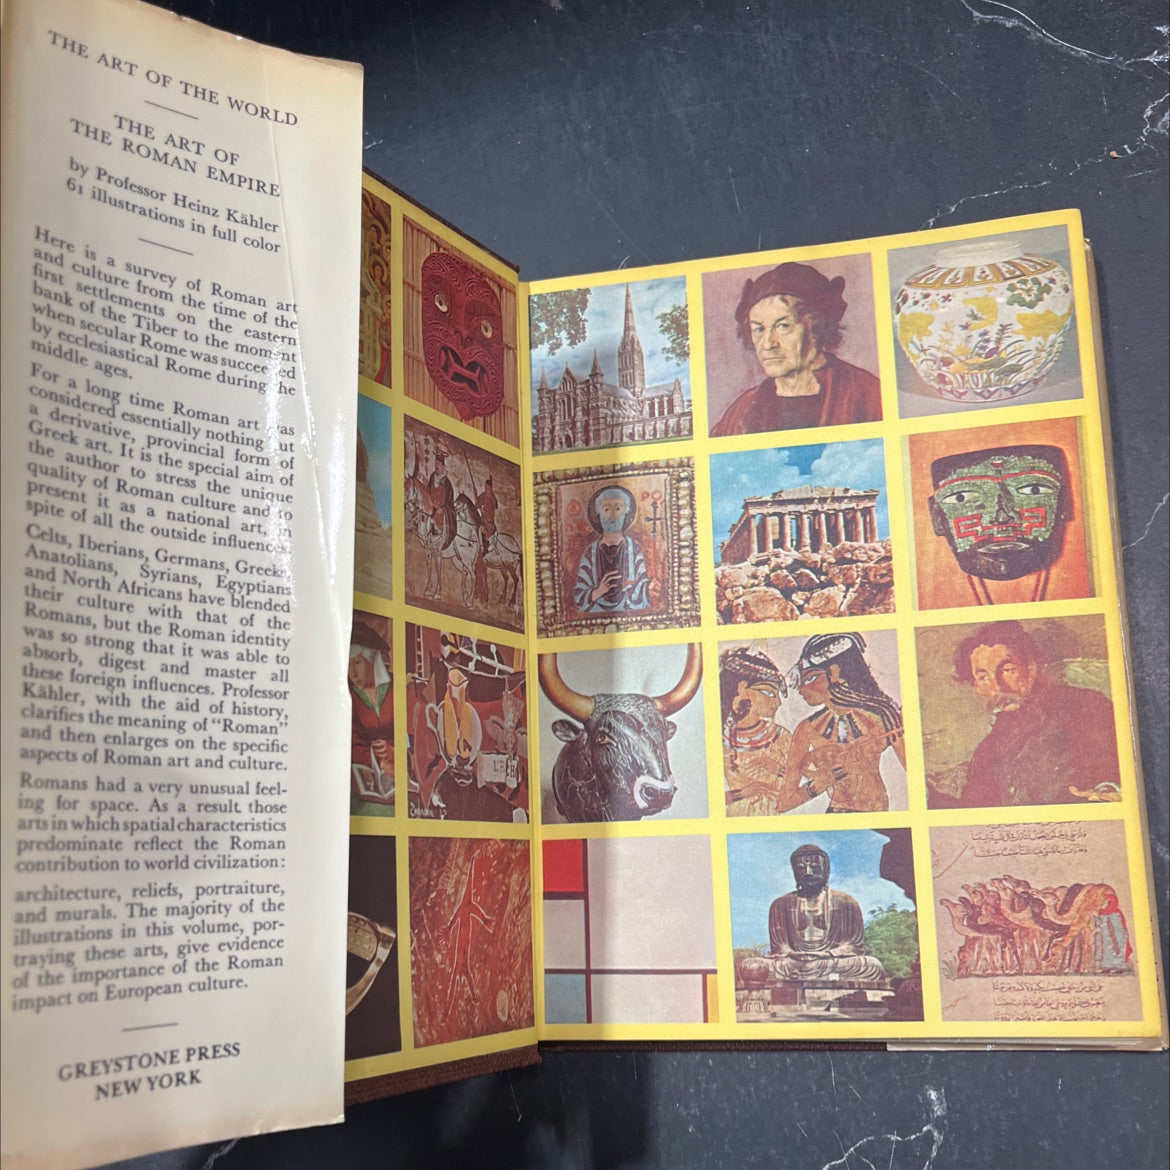 THE ART OF THE WORLD
THE ART OF
THE ROMAN EMPIRE
by Professor Heinz Kähler
61 illustrations in full color
Here is a survey of Roman art
and culture from the time of the
first settlements on the eastern
bank of the Tiber to the moment
when secular Rome was succeeded
by ecclesiastical Rome during the
middle ages.
For a long time Roman art was
considered essentially nothing but
a derivative, provincial form of
Greek art. It is the special aim of
the author to stress the unique
quality of Roman culture and to
present it as a national art, in
spite of all the outside influences.
Celts, Iberians, Germans, Greeks,
Anatolians, Syrians, Egyptians
and North Africans have blended
their culture with that of the
Romans, but the Roman identity
was so strong that it was able to
absorb, digest and master all
these foreign influences. Professor
Kähler, with the aid of history,
clarifies the meaning of “Roman”
and then enlarges on the specific
aspects of Roman art and culture.
Romans had a very unusual feel-
ing for space. As a result those
arts in which spatial characteristics
predominate reflect the Roman
contribution to world civilization:
architecture, reliefs, portraiture,
and murals. The majority of the
illustrations in this volume, por-
traying these arts, give evidence
of the importance of the Roman
impact on European culture.
GREYSTONE PRESS
NEW YORK